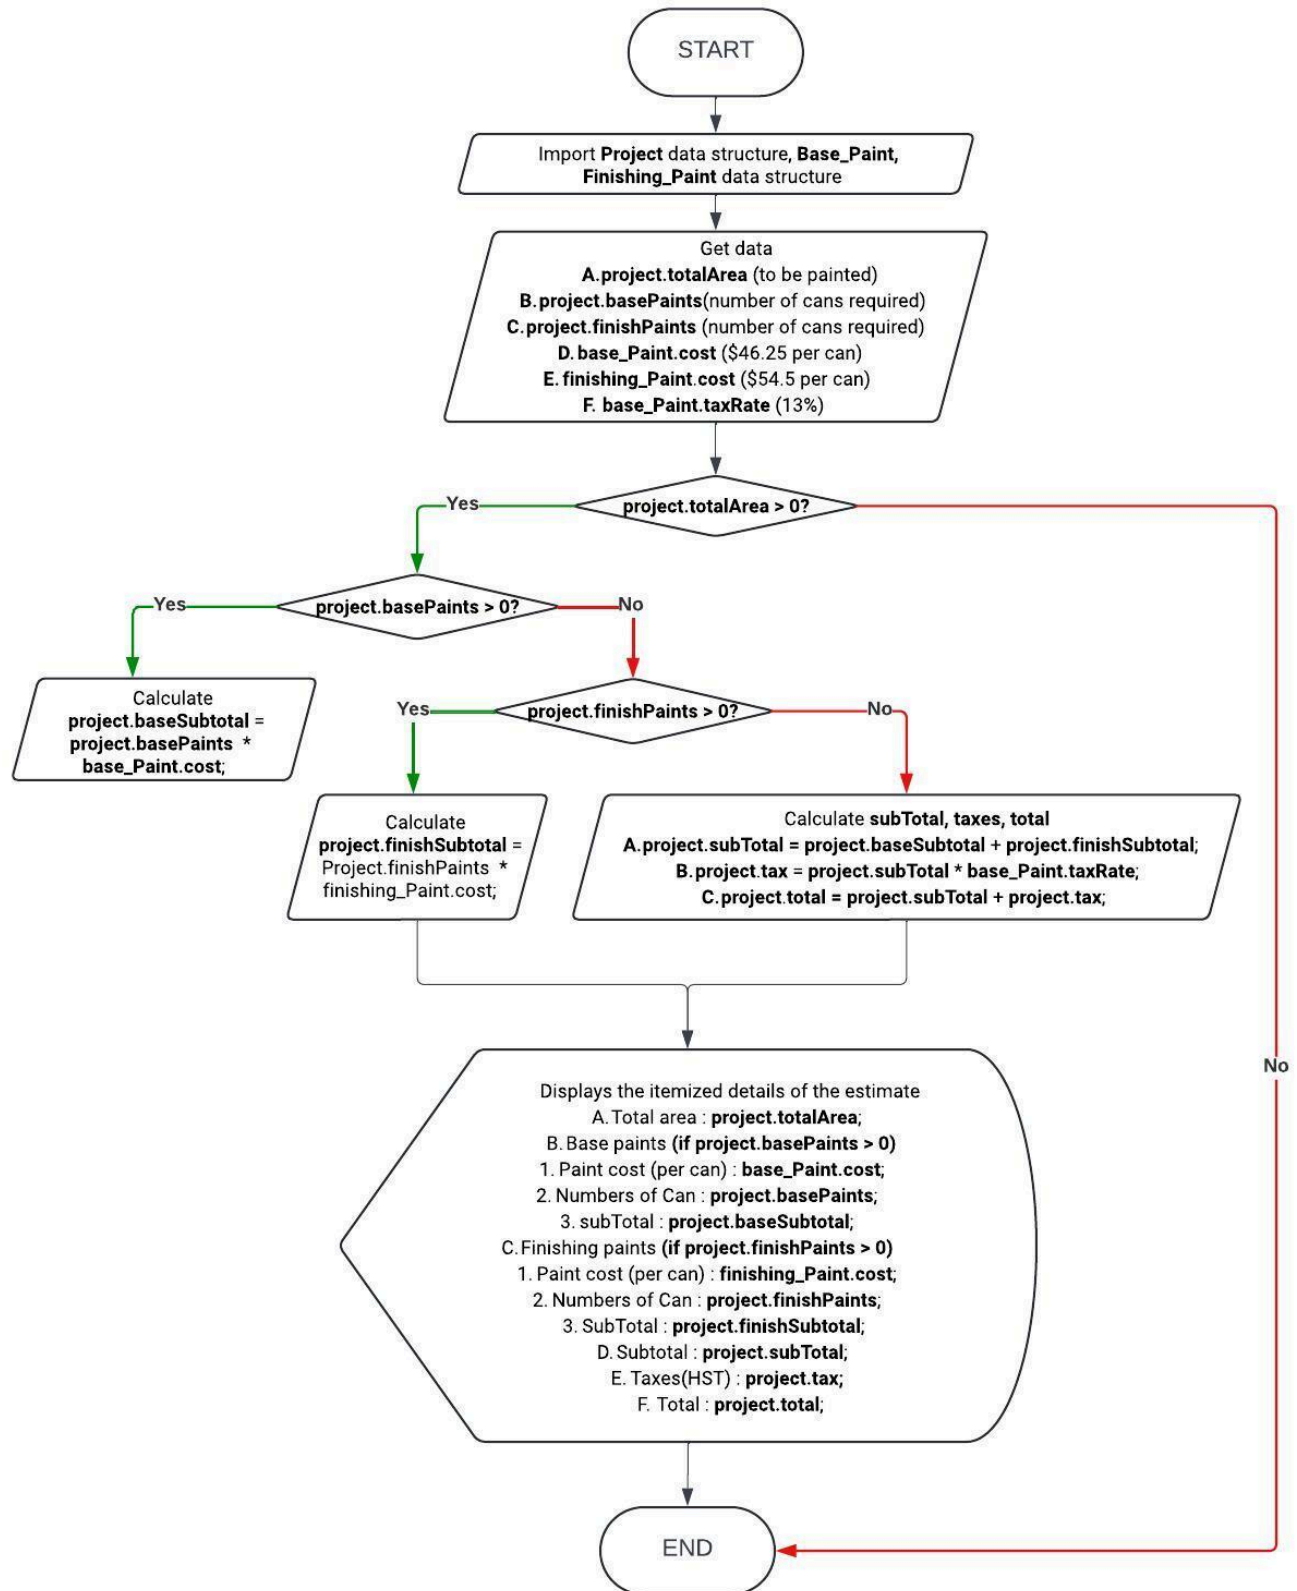 START
Import Project data structure, Base_Paint,
Finishing_Paint data structure
Get data
A. project.totalArea (to be painted)
B. project.basePaints(number of cans required)
C. project.finishPaints (number of cans required)
D. base_Paint.cost ($46.25 per can)
E. finishing_Paint.cost ($54.5 per can)
F. base_Paint.taxRate (13%)
Yes
project.totalArea > 0?
Yes
project.basePaints > 0?
No
Calculate
project.baseSubtotal =
project.basePaints *
base_Paint.cost;
Yes
project.finishPaints > 0?
No
Calculate
project.finishSubtotal =
Project.finishPaints *
finishing_Paint.cost;
Calculate subTotal, taxes, total
A. project.subTotal = project.baseSubtotal + project.finishSubtotal;
B. project.tax = project.subTotal * base_Paint.taxRate;
C. project.total = project.subTotal + project.tax;
No
Displays the itemized details of the estimate
A. Total area : project.totalArea;
B. Base paints (if project.basePaints > 0)
1. Paint cost (per can) : base_Paint.cost;
2. Numbers of Can : project.basePaints;
3. subTotal : project.baseSubtotal;
C. Finishing paints (if project.finishPaints > 0)
1. Paint cost (per can) : finishing_Paint.cost;
2. Numbers of Can : project.finishPaints;
3. SubTotal : project.finishSubtotal;
D. Subtotal : project.subTotal;
E. Taxes(HST) : project.tax;
F. Total : project.total;
END